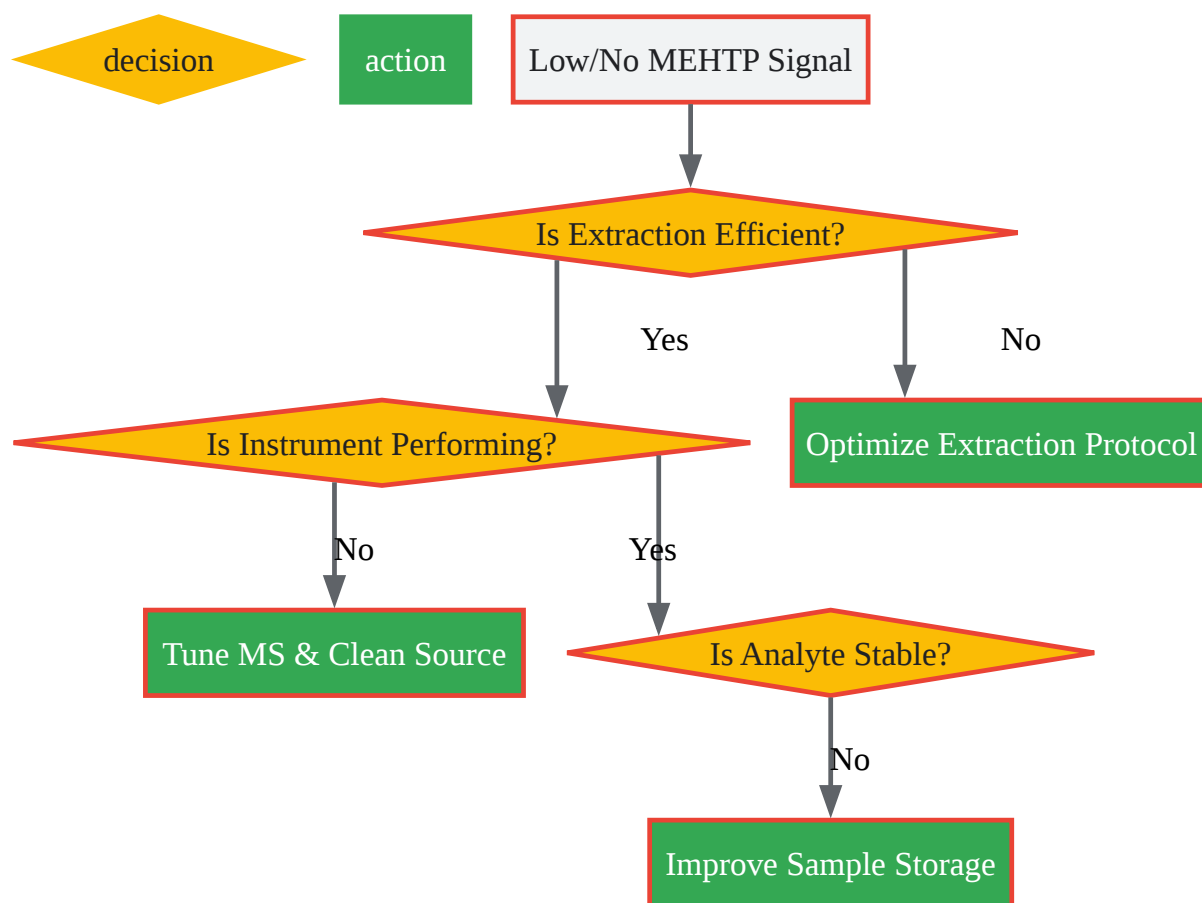 decision
action
Low/No MEHTP Signal
Is Extraction Efficient?
Yes
No
Is Instrument Performing?
Optimize Extraction Protocol
No
Yes
Tune MS & Clean Source
Is Analyte Stable?
No
Improve Sample Storage